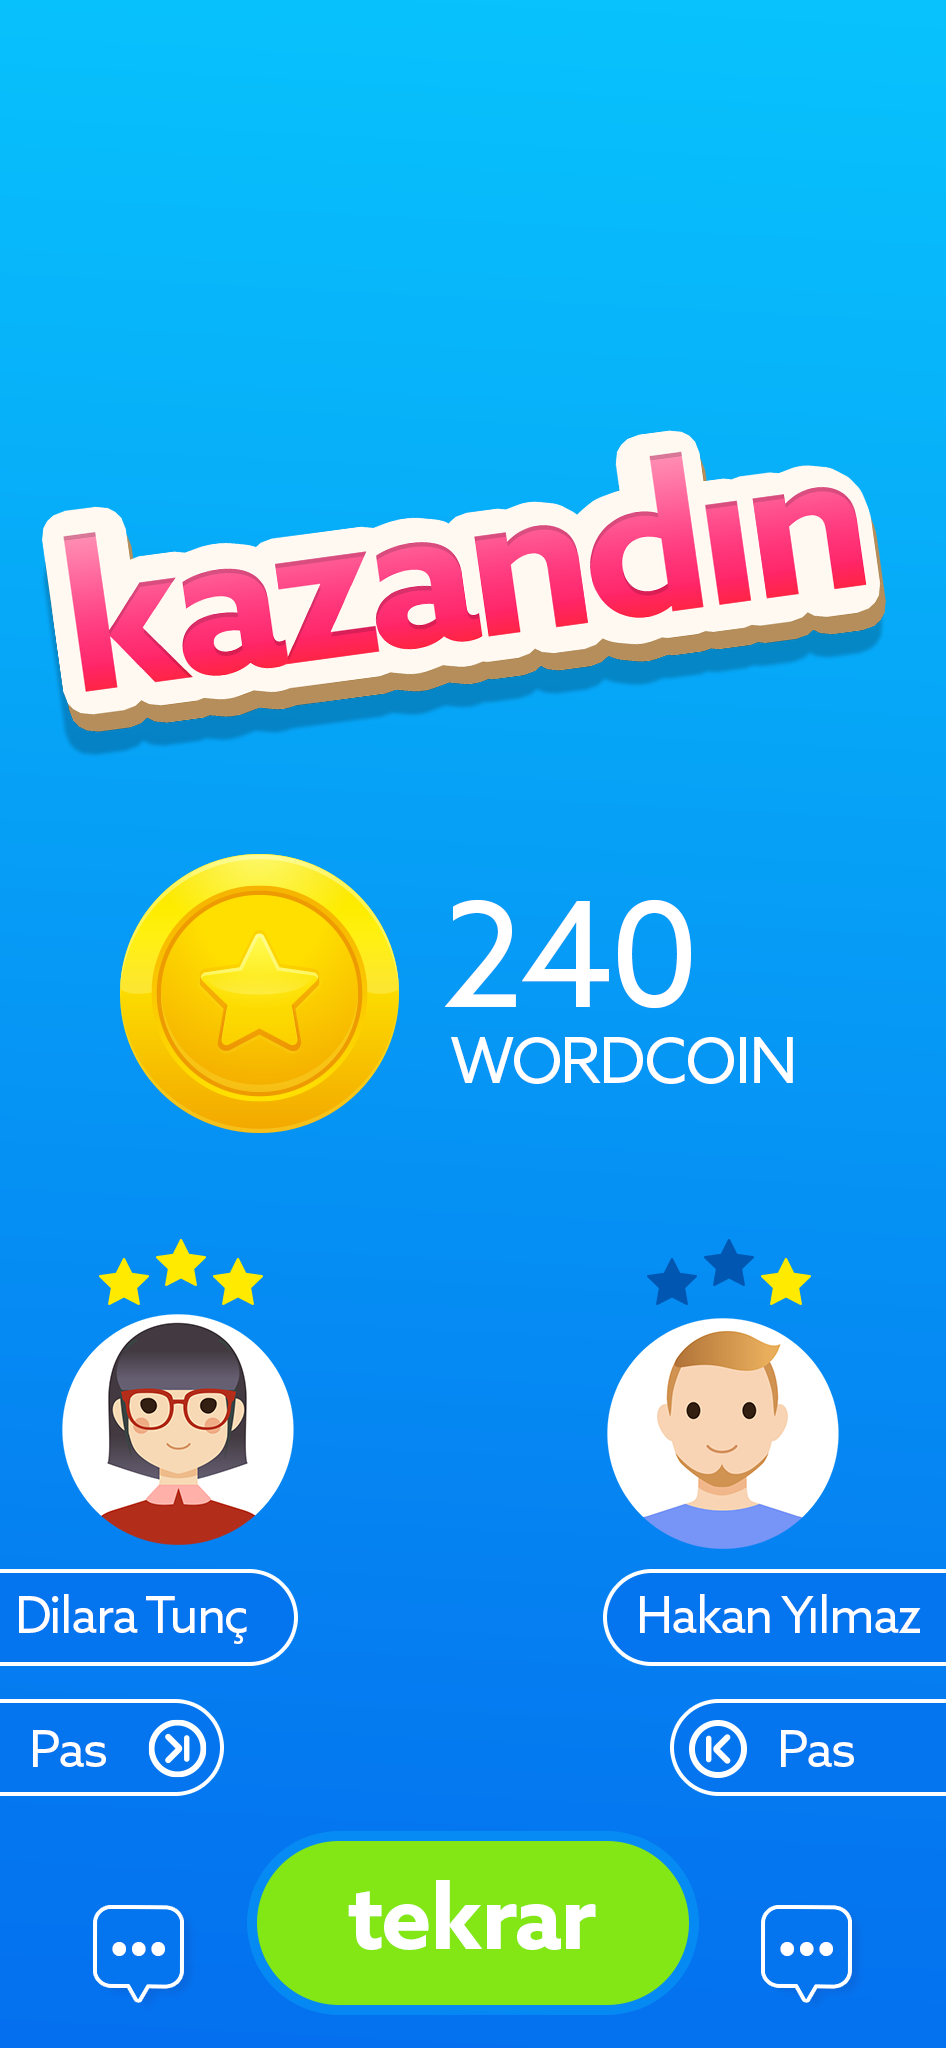 kazandın
240
WORDCOIN
Dilara Tunç
Hakan Yılmaz
Pas
Pas
tekrar